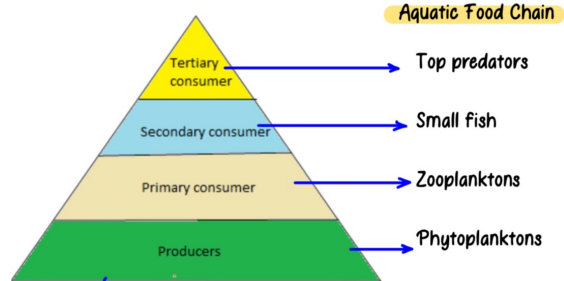 Aquatic Food Chain
Tertiary
consumer
Top predators
Secondary consumer
Small fish
Primary consumer
Zooplanktons
Producers
Phytoplanktons